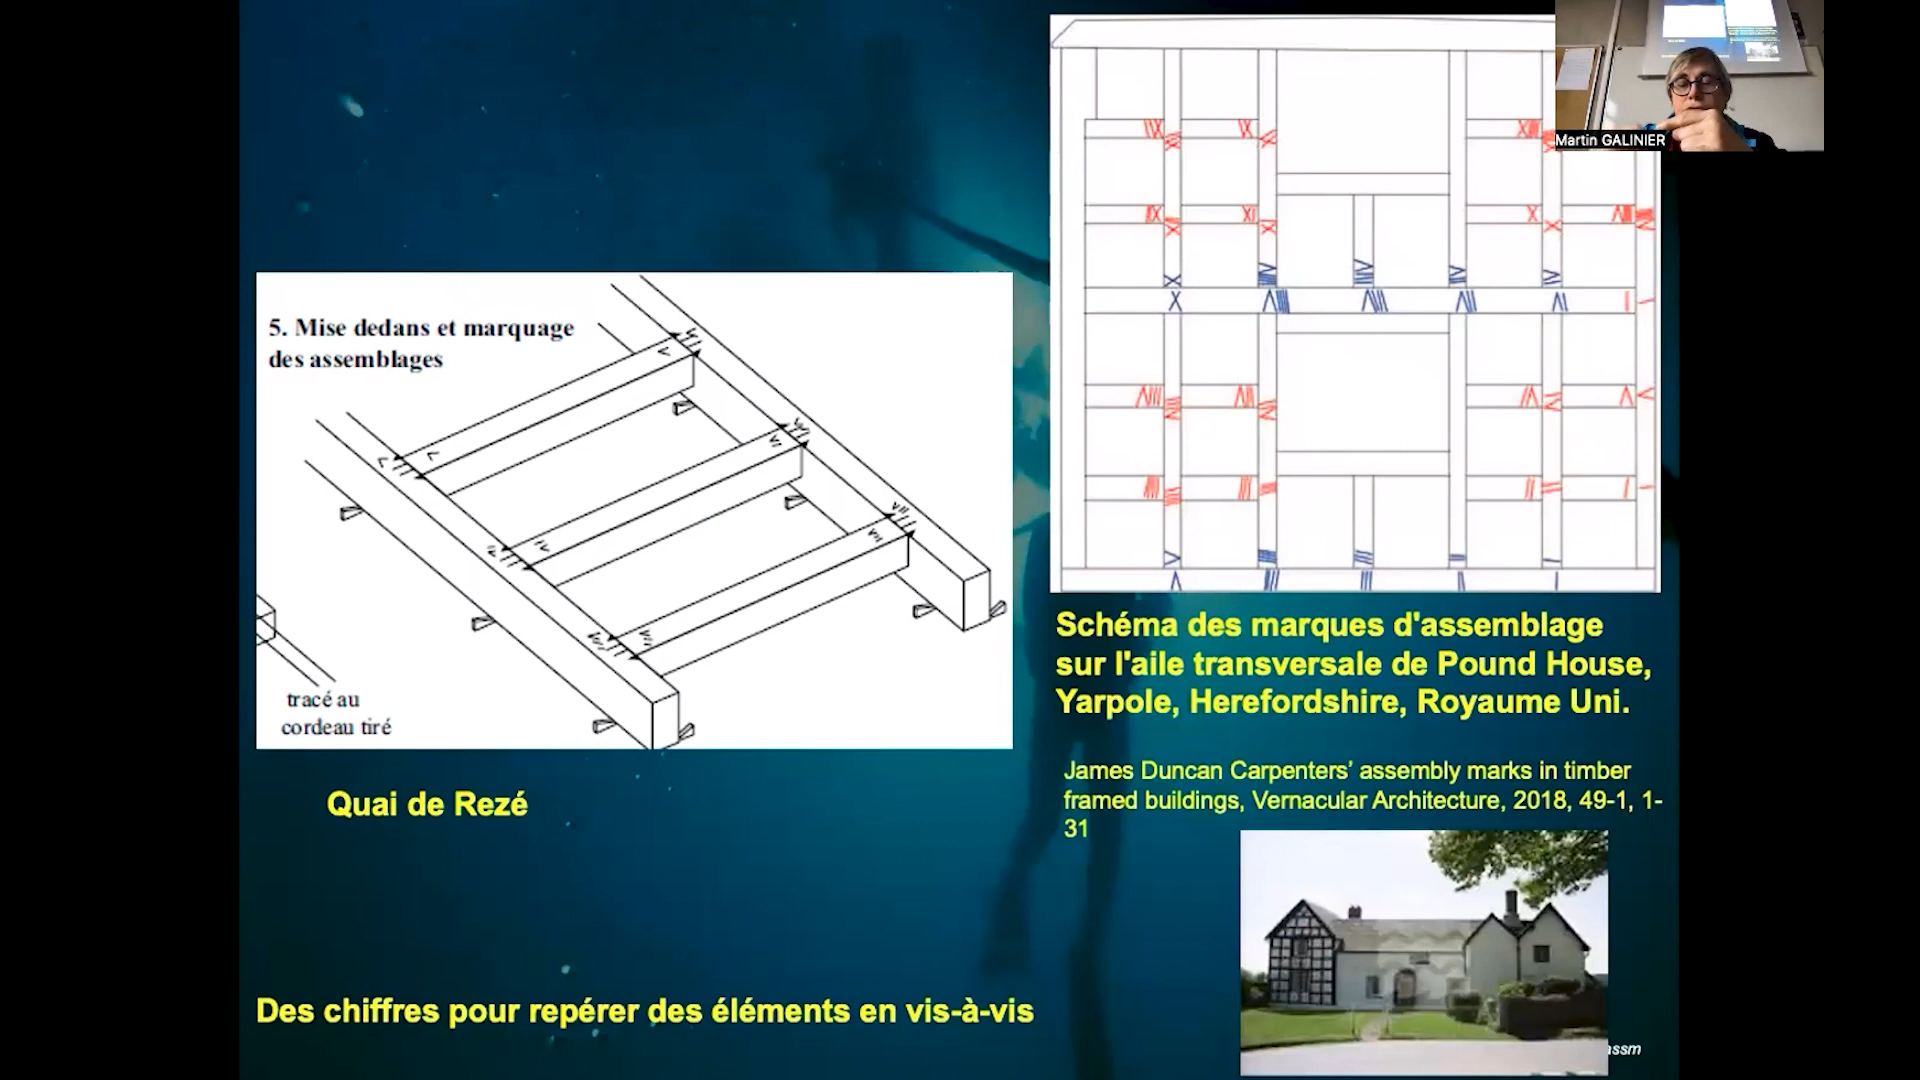 Martin GALINIER
5. Mise dedans et marquage
des assemblages
tracé au
cordeau tiré
Quai de Rezé
Schéma des marques d'assemblage
sur l'aile transversale de Pound House,
Yarpole, Herefordshire, Royaume Uni.
James Duncan Carpenters’ assembly marks in timber
framed buildings, Vernacular Architecture, 2018, 49-1, 1-
31
Des chiffres pour repérer des éléments en vis-à-vis